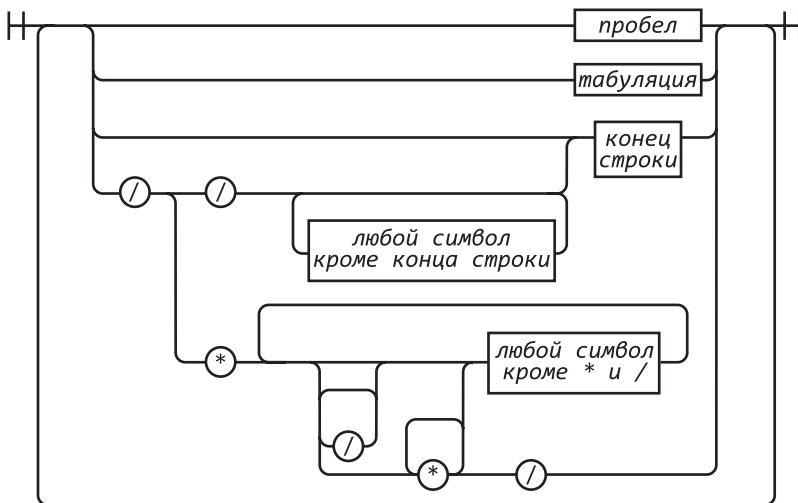 пробел
табуляция
конец
строки
/
/
любой символ
кроме конца строки
*
любой символ
кроме * и /
/
*
/